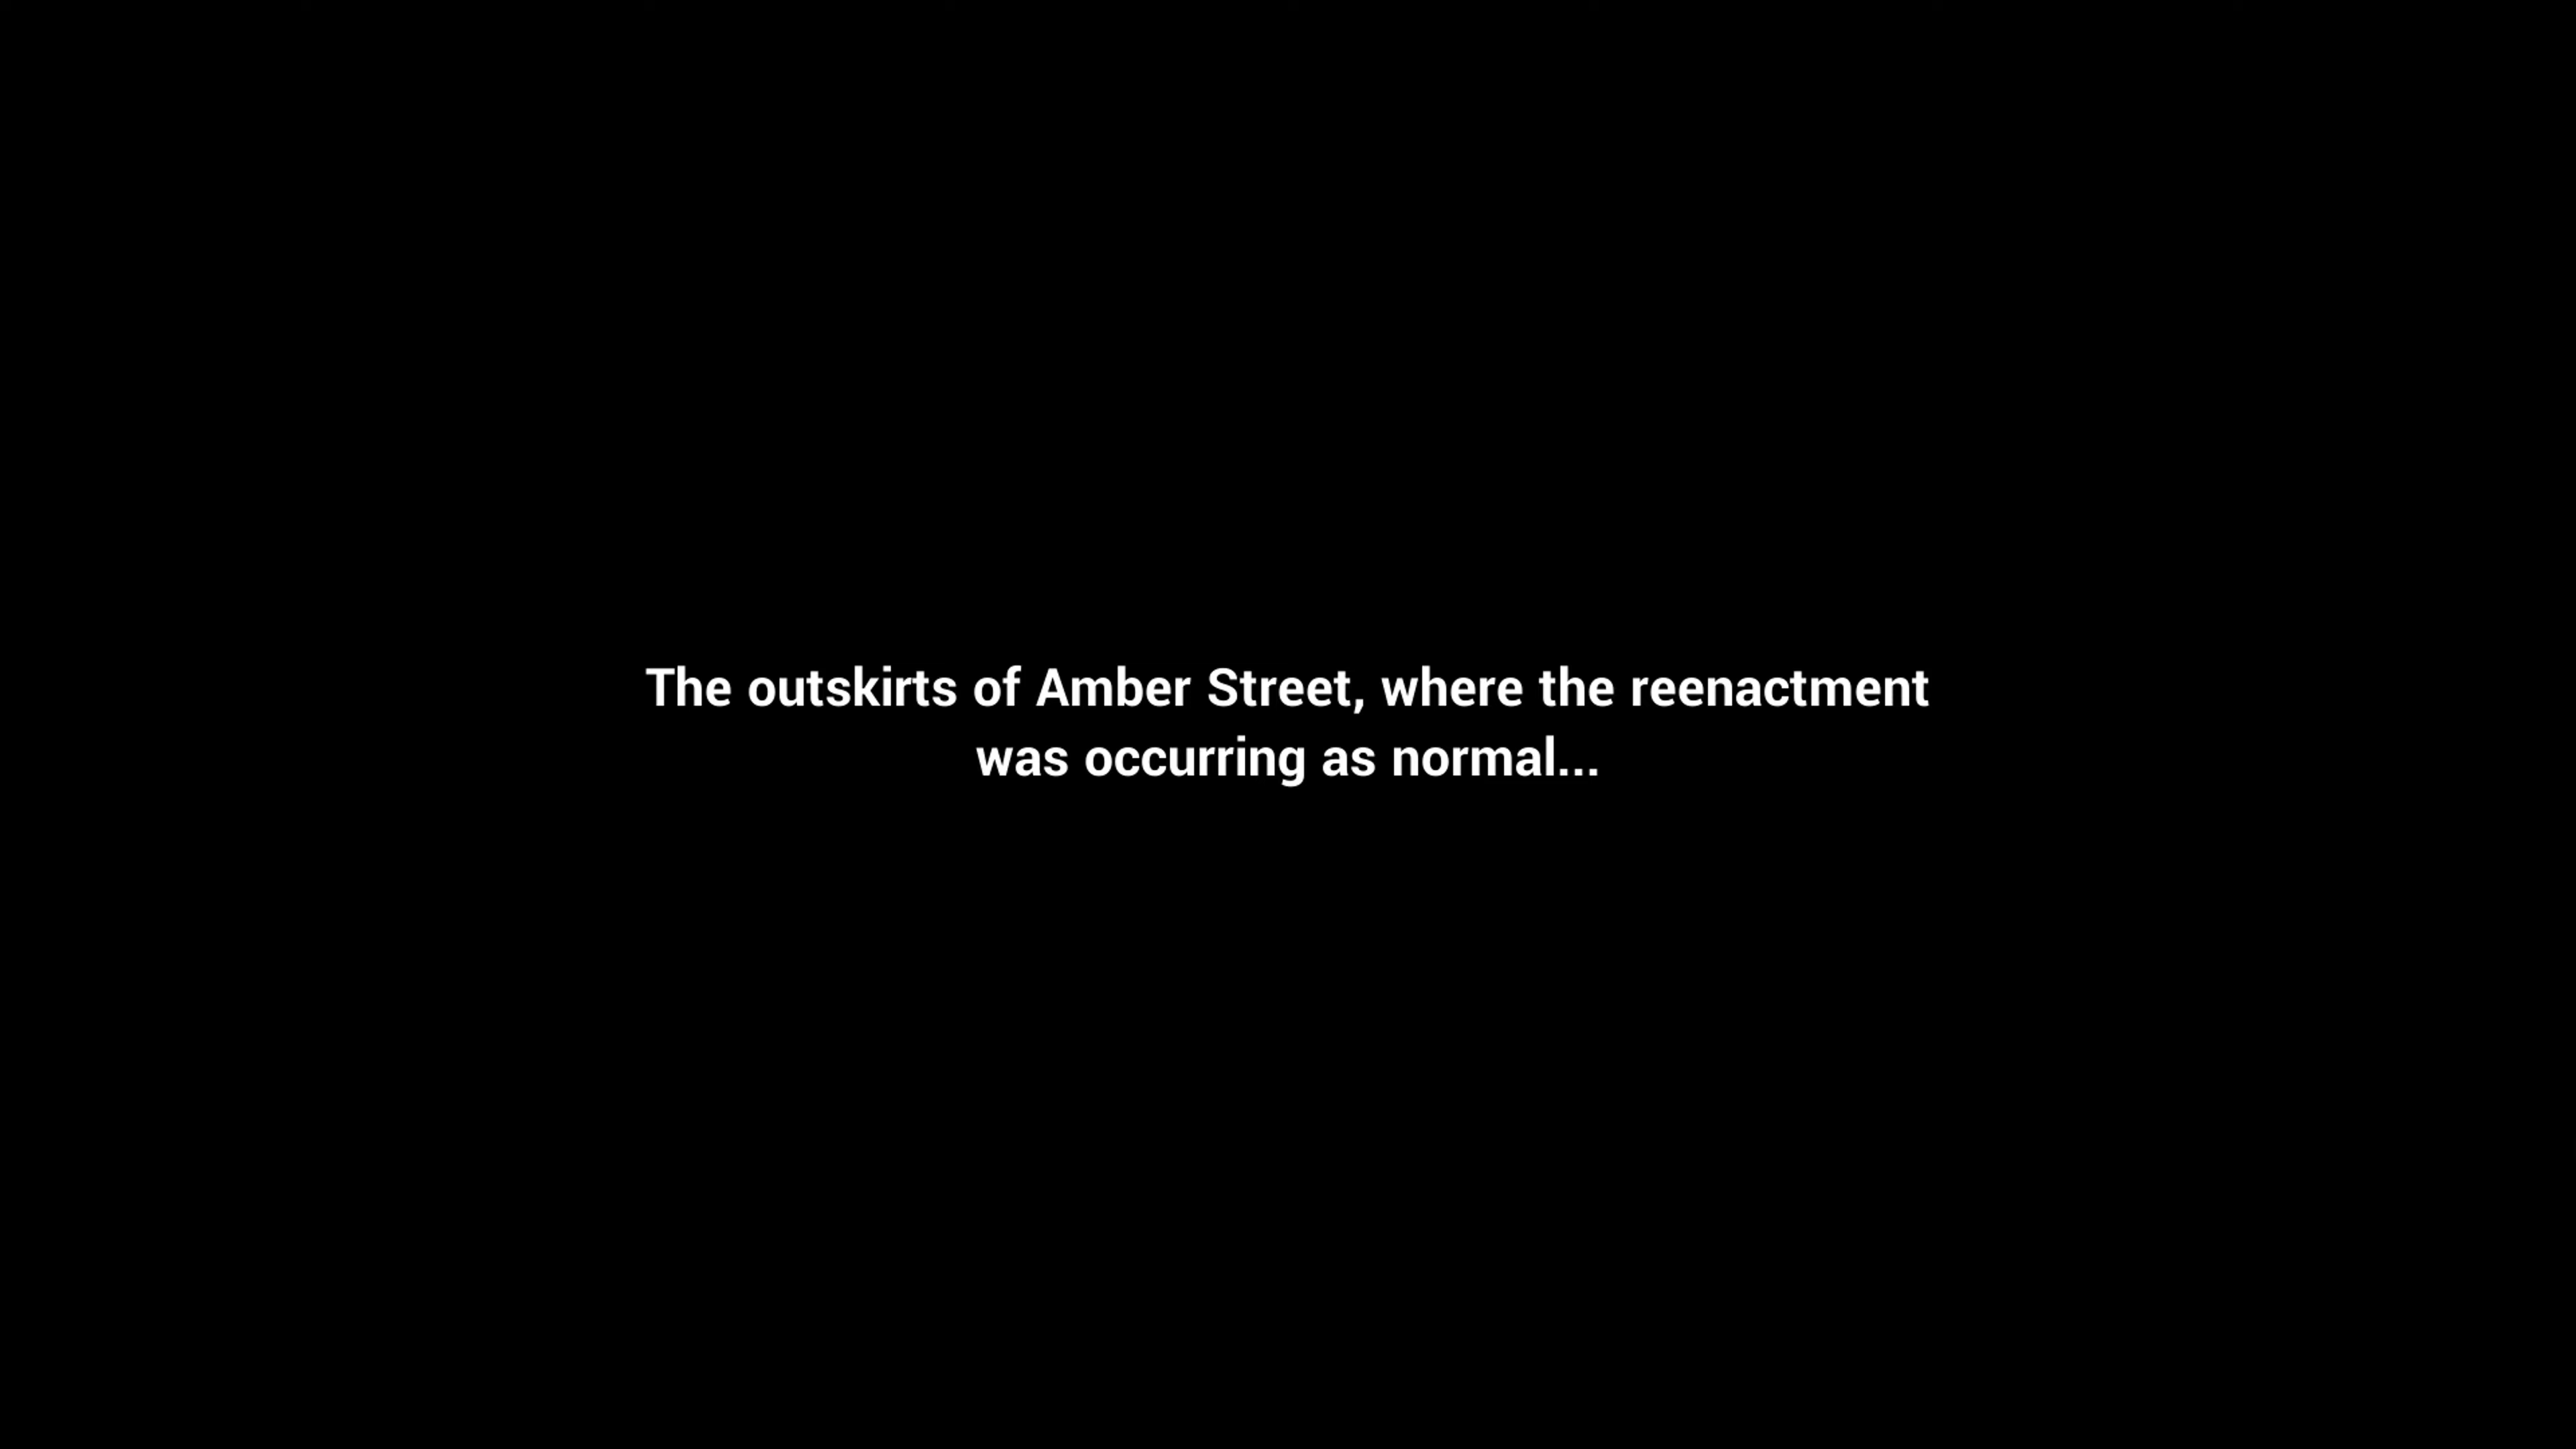 The outskirts of Amber Street, where the reenactment
was occurring as normal...